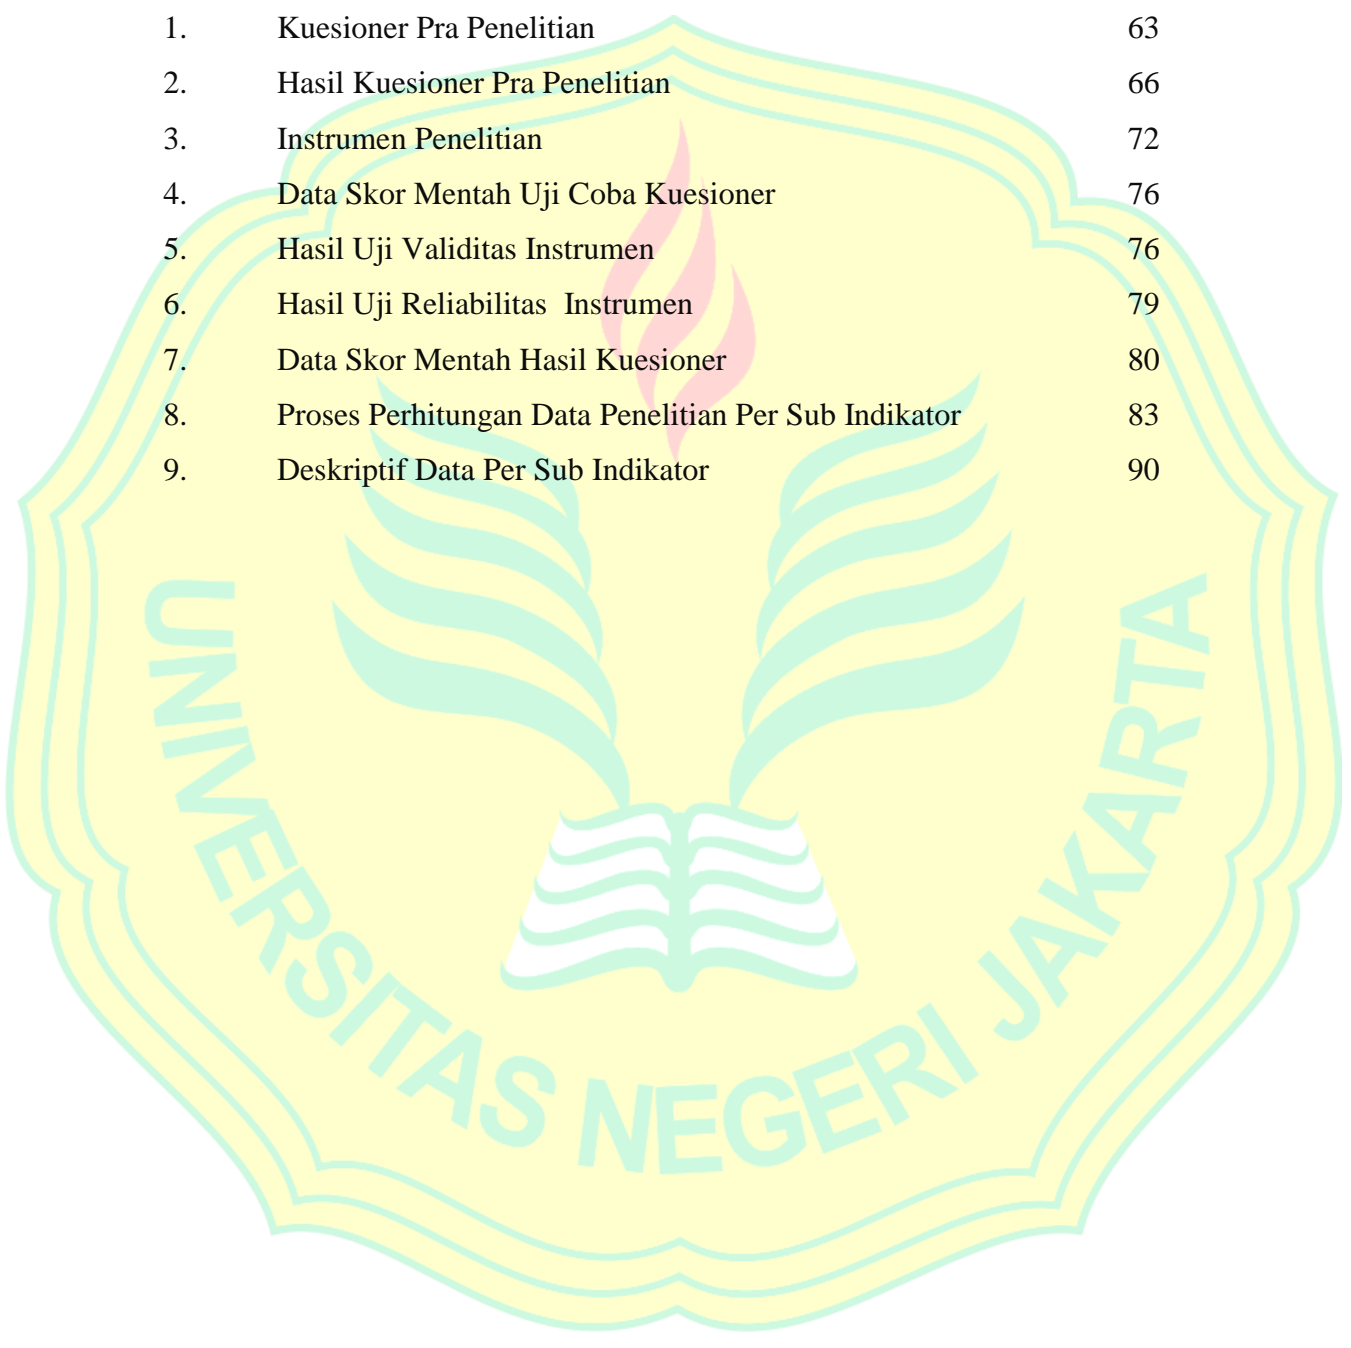 1. Kuesioner Pra Penelitian 63
2. Hasil Kuesioner Pra Penelitian 66
3. Instrumen Penelitian 72
4. Data Skor Mentah Uji Coba Kuesioner 76
5. Hasil Uji Validitas Instrumen 76
6. Hasil Uji Reliabilitas  Instrumen 79
7. Data Skor Mentah Hasil Kuesioner 80
8. Proses Perhitungan Data Penelitian Per Sub Indikator 83
9. Deskriptif Data Per Sub Indikator 90
UNIVERSITAS NEGERI JAKARTA